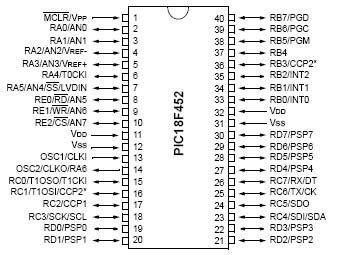 MCLR/VPP 1 40 RB7/PGD
RA0/AN0 2 39 RB6/PGC
RA1/AN1 3 38 RB5/PGM
RA2/AN2/VREF- 4 37 RB4
RA3/AN3/VREF+ 5 36 RB3/CCP2*
RA4/T0CKI 6 35 RB2/INT2
RA5/AN4/SS/LVDIN 7 34 RB1/INT1
RE0/RD/AN5 8 33 RB0/INT0
RE1/WR/AN6 9 32 VDD
RE2/CS/AN7 10 31 VSS
VDD 11 30 RD7/PSP7
VSS 12 29 RD6/PSP6
OSC1/CLKI 13 28 RD5/PSP5
OSC2/CLKO/RA6 14 27 RD4/PSP4
RC0/T1OSO/T1CKI 15 26 RC7/RX/DT
RC1/T1OSI/CCP2* 16 25 RC6/TX/CK
RC2/CCP1 17 24 RC5/SDO
RC3/SCK/SCL 18 23 RC4/SDI/SDA
RD0/PSP0 19 22 RD3/PSP3
RD1/PSP1 20 21 RD2/PSP2
PIC18F452